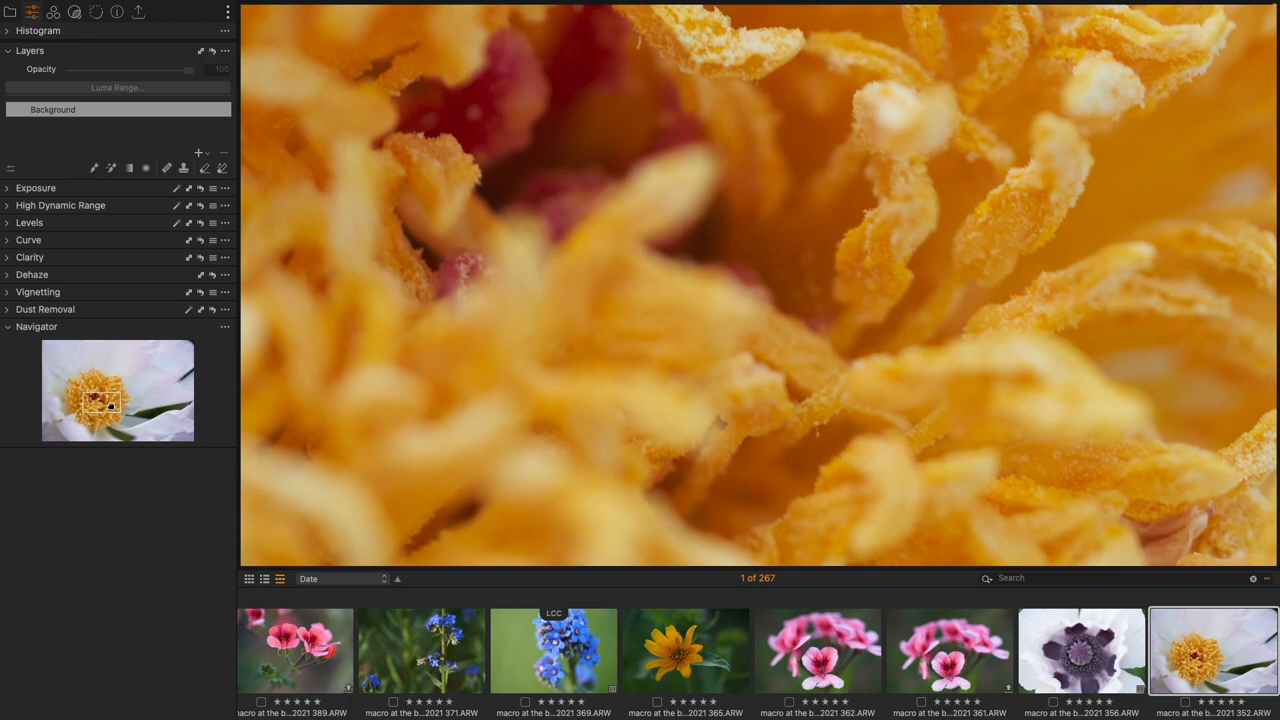 Histogram
Layers
Opacity 100
Luma Range...
Background
Exposure
High Dynamic Range
Levels
Curve
Clarity
Dehaze
Vignetting
Dust Removal
Navigator
Date 1 of 267 Search
LCC
macro at the b...2021 389.ARW macro at the b...2021 371.ARW macro at the b...2021 369.ARW macro at the b...2021 365.ARW macro at the b...2021 362.ARW macro at the b...2021 361.ARW macro at the b...2021 356.ARW macro at the b...2021 352.ARW